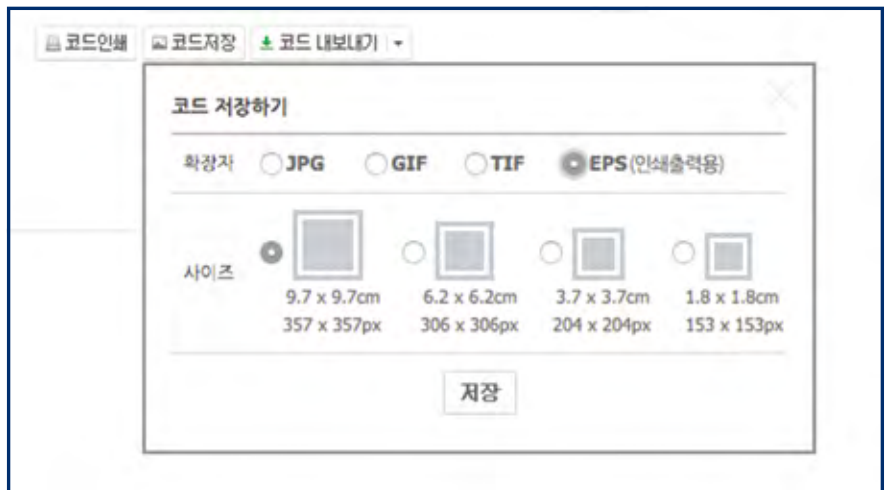 코드인쇄 코드저장 코드 내보내기
코드 저장하기
확장자 JPG GIF TIF EPS(인쇄출력용)
사이즈
9.7 x 9.7cm 6.2 x 6.2cm 3.7 x 3.7cm 1.8 x 1.8cm
357 x 357px 306 x 306px 204 x 204px 153 x 153px
저장